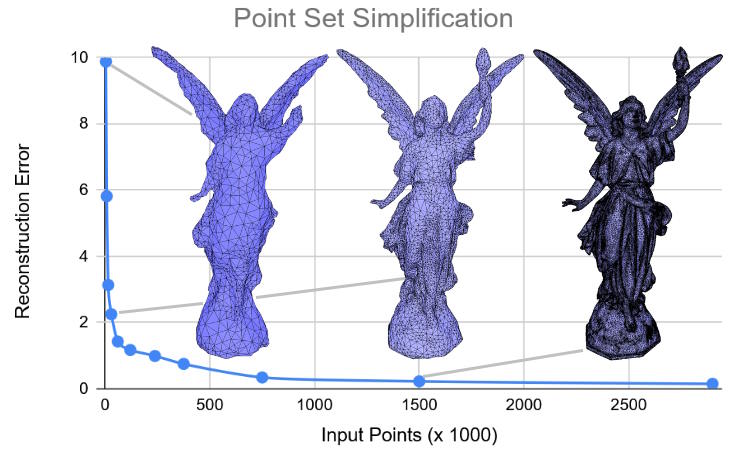 Point Set Simplification
10
8
6
4
2
0
Reconstruction Error
0 500 1000 1500 2000 2500
Input Points (x 1000)